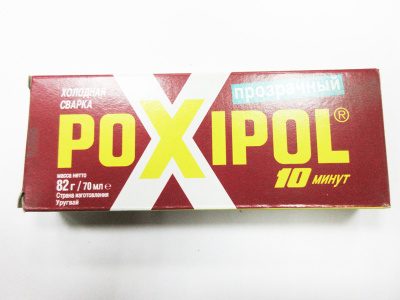 ХОЛОДНАЯ
СВАРКА
прозрачный
POXIPOL®
10 минут
масса нетто
82 г / 70 мл е
Страна изготовления
Уругвай